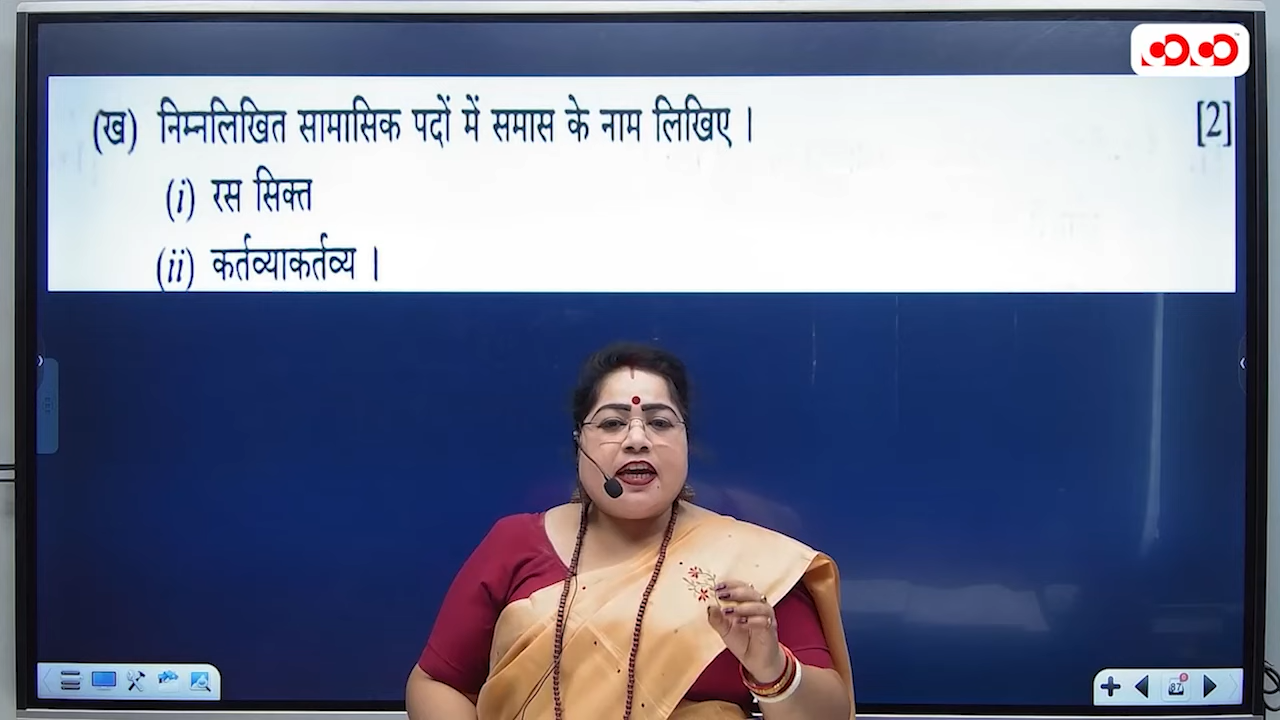 (ख) निम्नलिखित सामासिक पदों में समास के नाम लिखिए । [2]
(i) रस सिक्त
(ii) कर्तव्याकर्तव्य ।